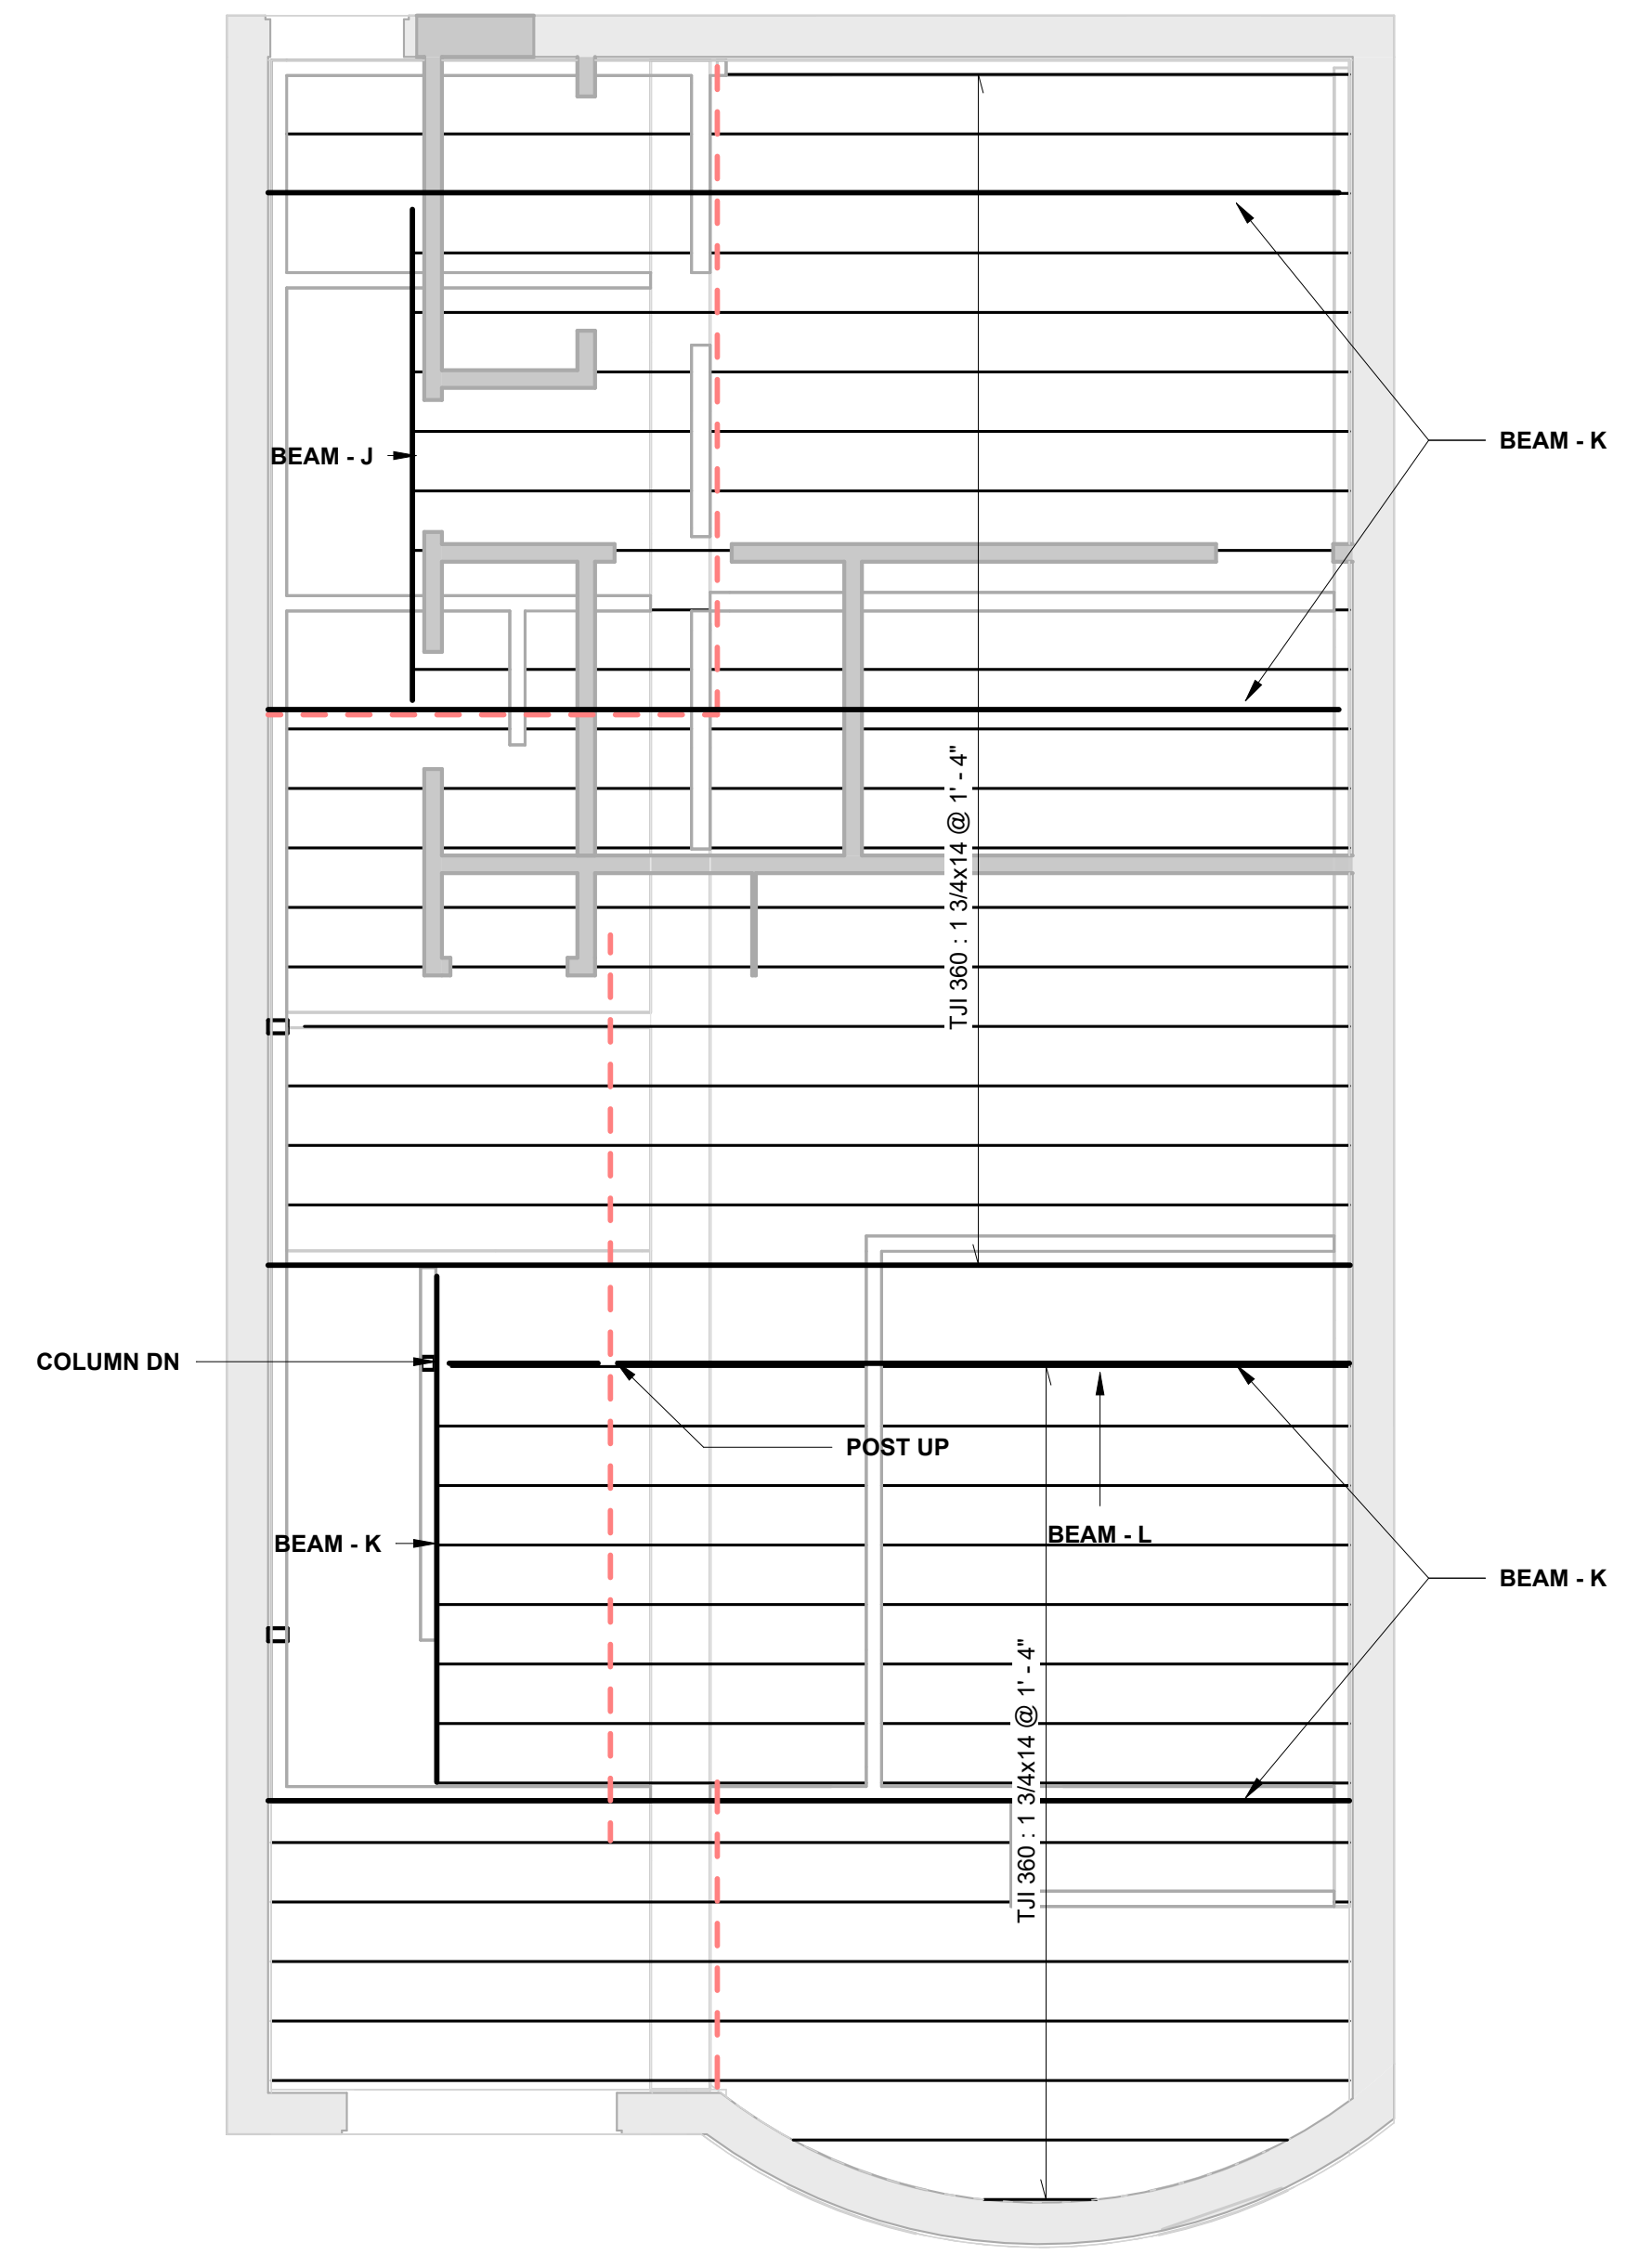 BEAM - K
BEAM - J
TJI 360 : 1 3/4x14 @ 1' - 4"
COLUMN DN
POST UP
BEAM - L
BEAM - K
BEAM - K
TJI 360 : 1 3/4x14 @ 1' - 4"